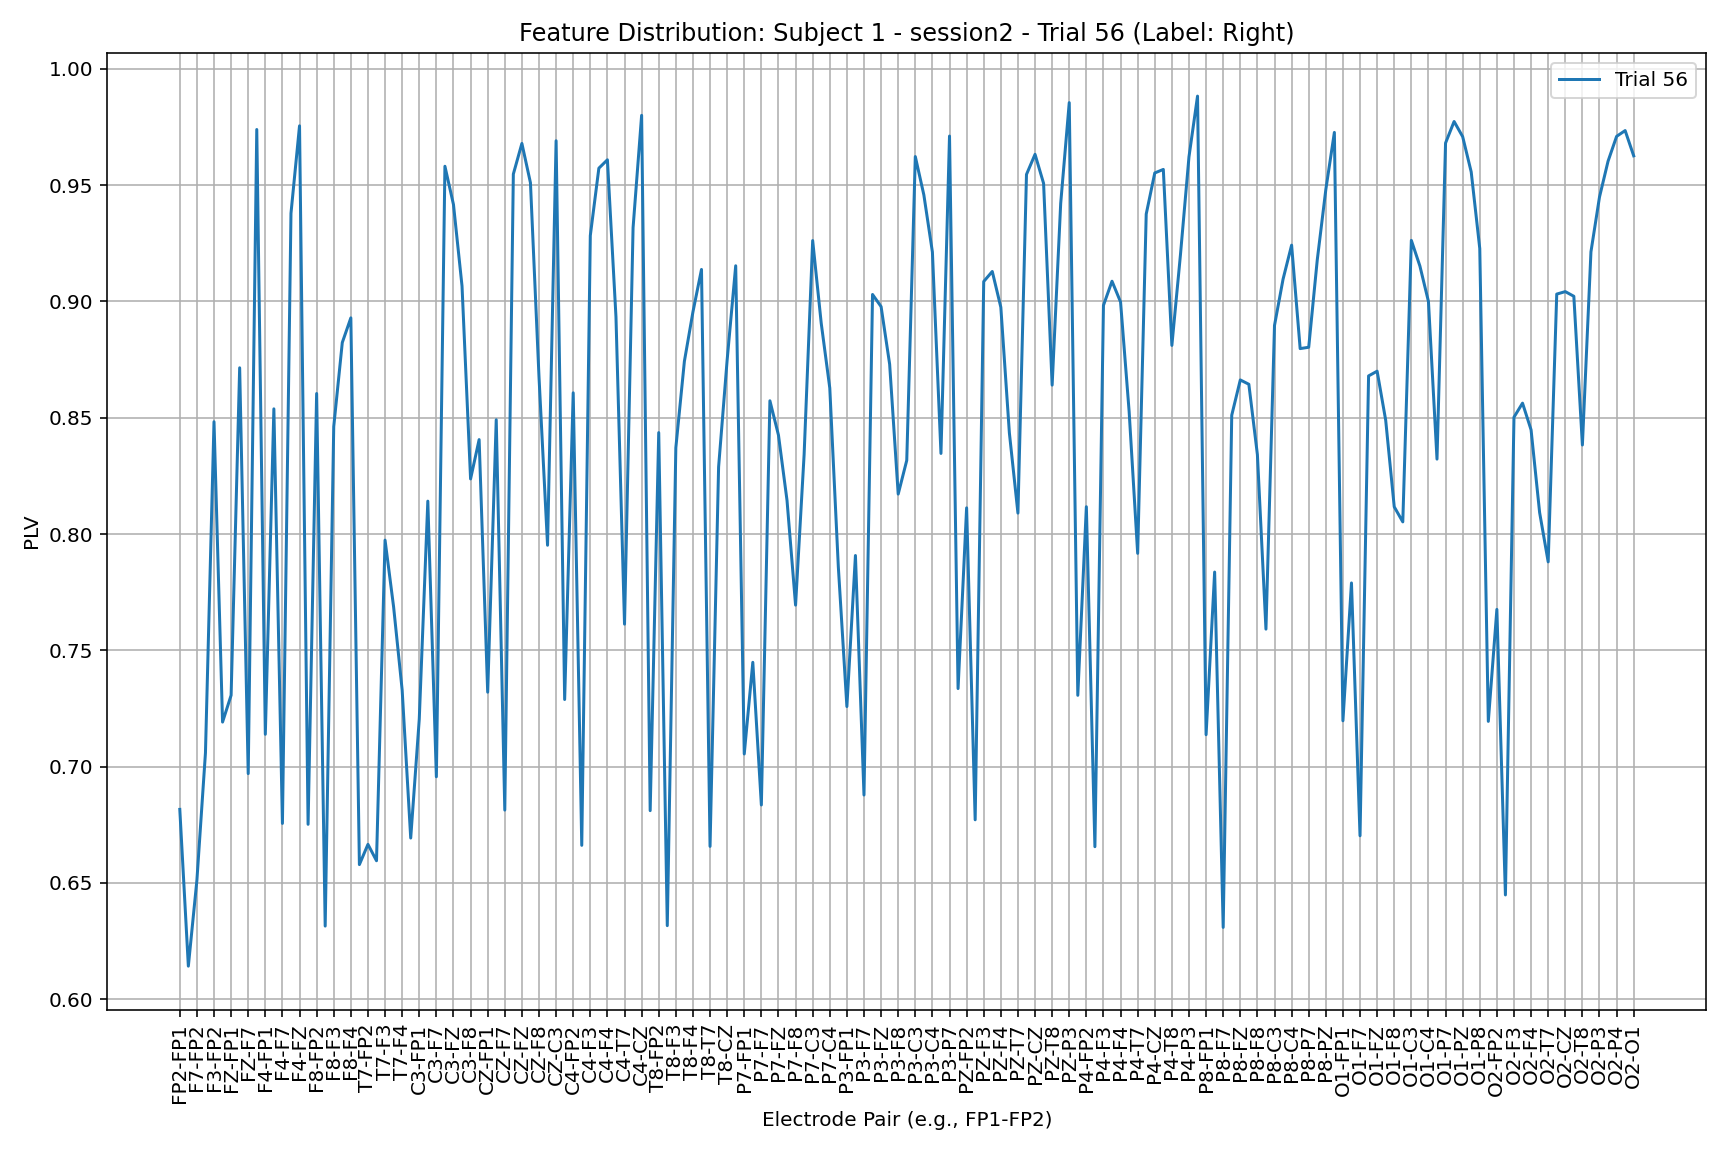 Feature Distribution: Subject 1 - session2 - Trial 56 (Label: Right)
Trial 56
PLV
1.00
0.95
0.90
0.85
0.80
0.75
0.70
0.65
0.60
FP2-FP1
F7-FP2
F3-FP2
FZ-FP1
FZ-F7
F4-FP1
F4-F7
F4-FZ
F8-FP2
F8-F3
F8-F4
T7-FP2
T7-F3
T7-F4
C3-FP1
C3-F7
C3-FZ
C3-F8
CZ-FP1
CZ-F7
CZ-FZ
CZ-F8
CZ-C3
C4-FP2
C4-F3
C4-F4
C4-T7
C4-CZ
T8-FP2
T8-F3
T8-F4
T8-T7
T8-CZ
P7-FP1
P7-F7
P7-FZ
P7-F8
P7-C3
P7-C4
P3-FP1
P3-F7
P3-FZ
P3-F8
P3-C3
P3-C4
P3-P7
PZ-FP2
PZ-F3
PZ-F4
PZ-T7
PZ-CZ
PZ-T8
PZ-P3
P4-FP2
P4-F3
P4-F4
P4-T7
P4-CZ
P4-T8
P4-P3
P8-FP1
P8-F7
P8-FZ
P8-F8
P8-C3
P8-C4
P8-P7
P8-PZ
O1-FP1
O1-F7
O1-FZ
O1-F8
O1-C3
O1-C4
O1-P7
O1-PZ
O1-P8
O2-FP2
O2-F3
O2-F4
O2-T7
O2-CZ
O2-T8
O2-P3
O2-P4
O2-O1
Electrode Pair (e.g., FP1-FP2)